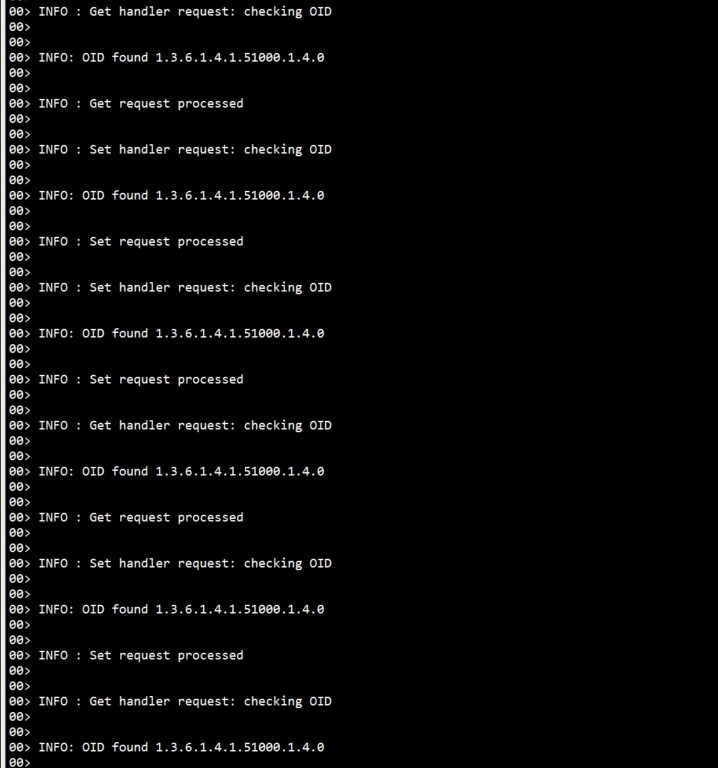 00> INFO : Get handler request: checking OID
00>
00>
00> INFO: OID found 1.3.6.1.4.1.51000.1.4.0
00>
00>
00> INFO : Get request processed
00>
00>
00> INFO : Set handler request: checking OID
00>
00>
00> INFO: OID found 1.3.6.1.4.1.51000.1.4.0
00>
00>
00> INFO : Set request processed
00>
00>
00> INFO : Set handler request: checking OID
00>
00>
00> INFO: OID found 1.3.6.1.4.1.51000.1.4.0
00>
00>
00> INFO : Set request processed
00>
00>
00> INFO : Get handler request: checking OID
00>
00>
00> INFO: OID found 1.3.6.1.4.1.51000.1.4.0
00>
00>
00> INFO : Get request processed
00>
00>
00> INFO : Set handler request: checking OID
00>
00>
00> INFO: OID found 1.3.6.1.4.1.51000.1.4.0
00>
00>
00> INFO : Set request processed
00>
00>
00> INFO : Get handler request: checking OID
00>
00>
00> INFO: OID found 1.3.6.1.4.1.51000.1.4.0
00>